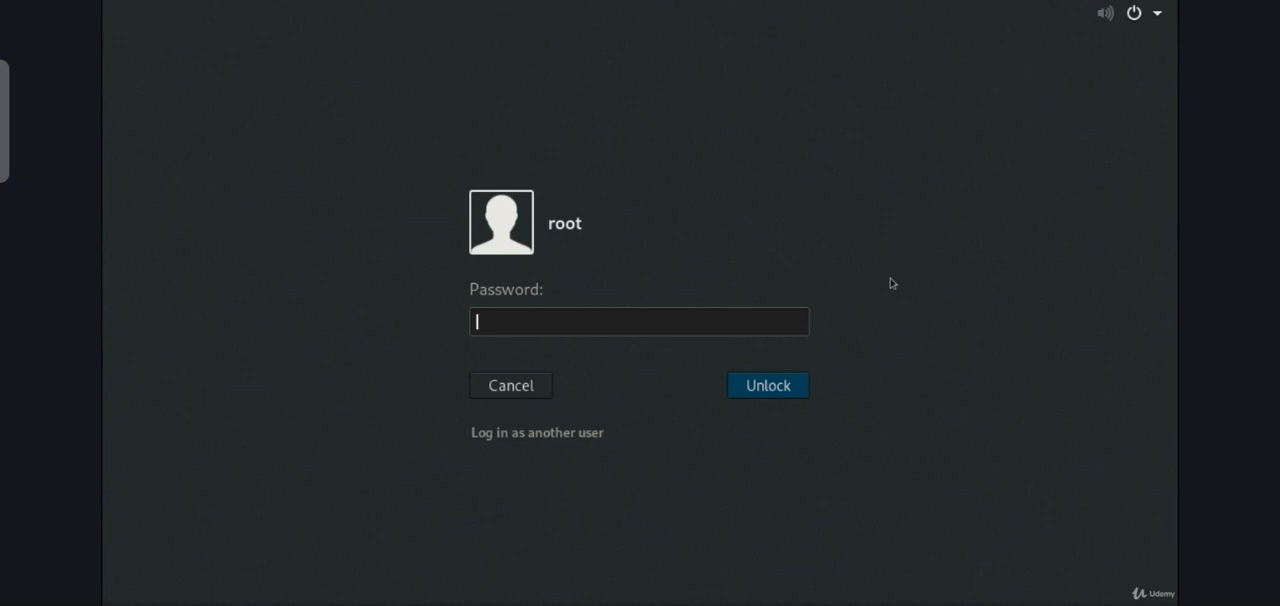 root
Password:
Cancel
Unlock
Log in as another user
Udemy